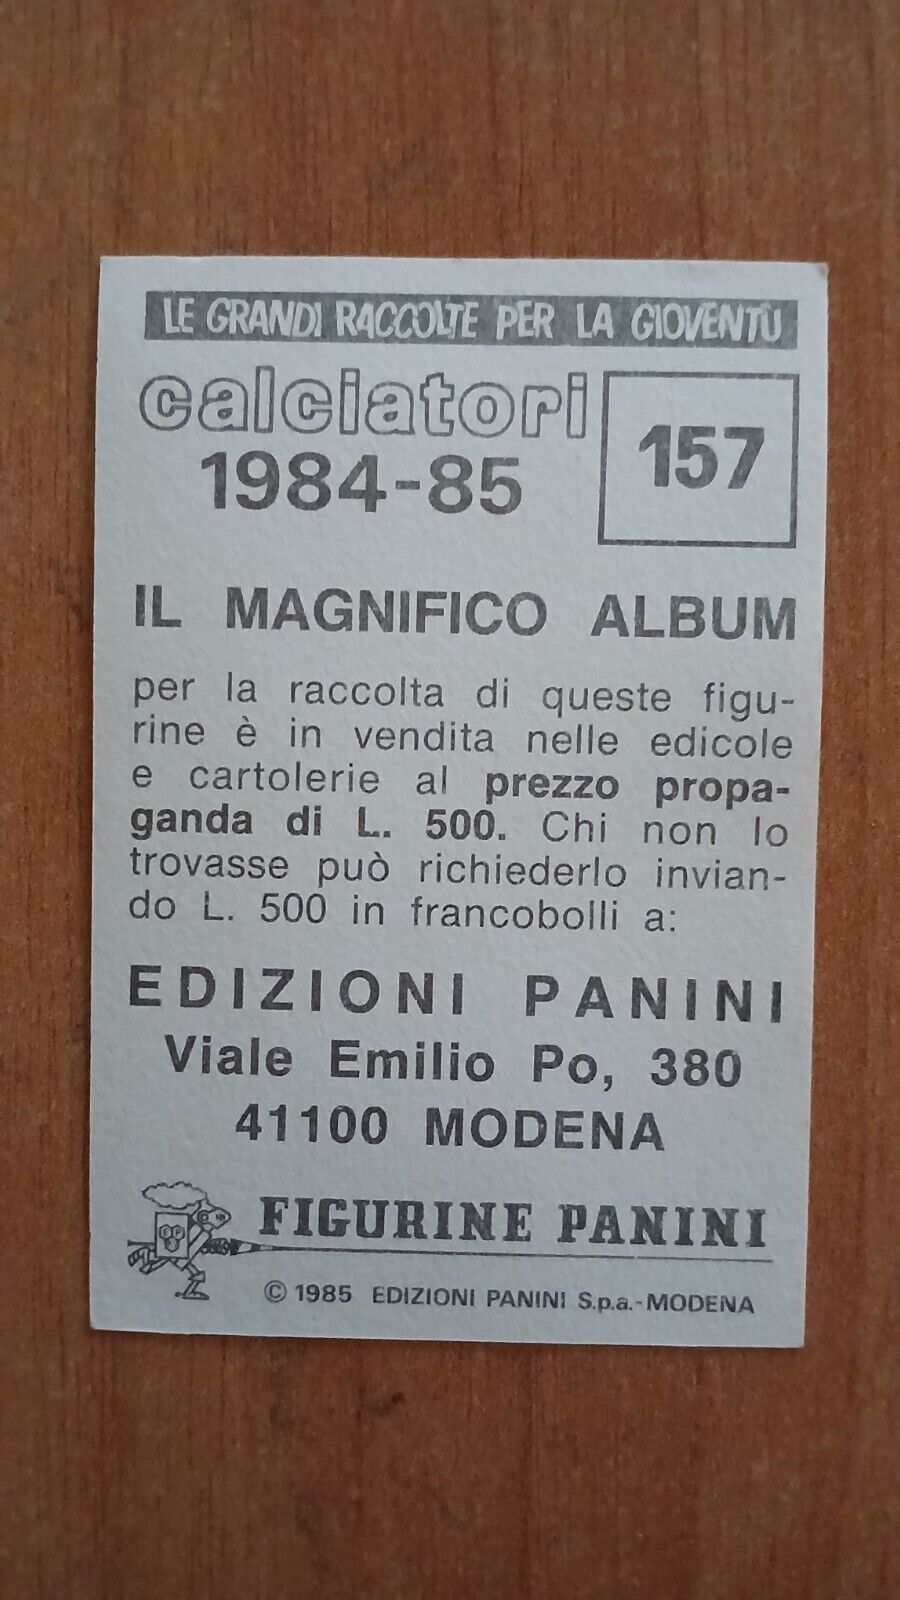 LE GRANDI RACCOLTE PER LA GIOVENTÙ
calciatori
1984-85
157
IL MAGNIFICO ALBUM
per la raccolta di queste figu-
rine è in vendita nelle edicole
e cartolerie al prezzo propa-
ganda di L. 500. Chi non lo
trovasse può richiederlo invian-
do L. 500 in francobolli a:
EDIZIONI PANINI
Viale Emilio Po, 380
41100 MODENA
FIGURINE PANINI
© 1985 EDIZIONI PANINI S.p.a.-MODENA